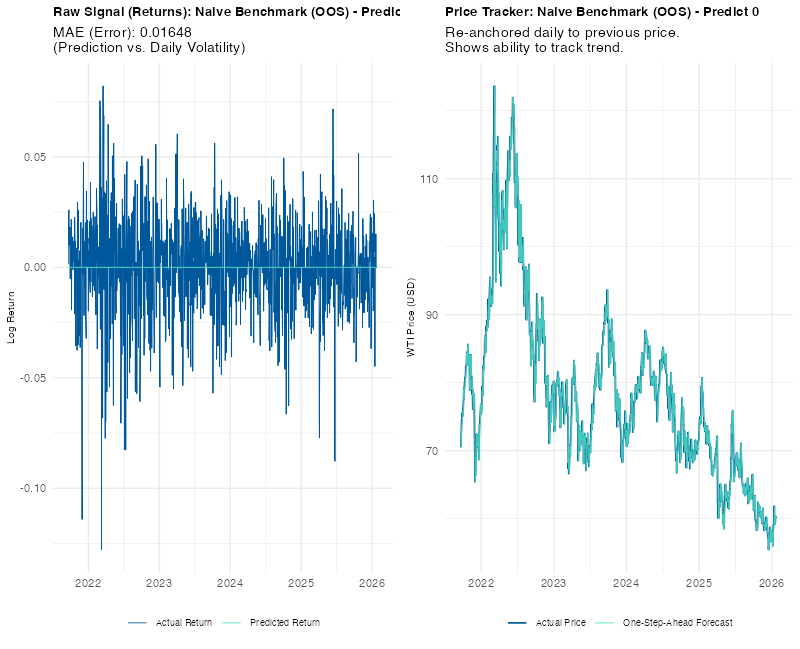 Raw Signal (Returns): Naive Benchmark (OOS) - Predic
MAE (Error): 0.01648
(Prediction vs. Daily Volatility)
Log Return
0.05
0.00
-0.05
-0.10
2022 2023 2024 2025 2026
Actual Return Predicted Return
Price Tracker: Naive Benchmark (OOS) - Predict 0
Re-anchored daily to previous price.
Shows ability to track trend.
WTI Price (USD)
110
90
70
2022 2023 2024 2025 2026
Actual Price One-Step-Ahead Forecast